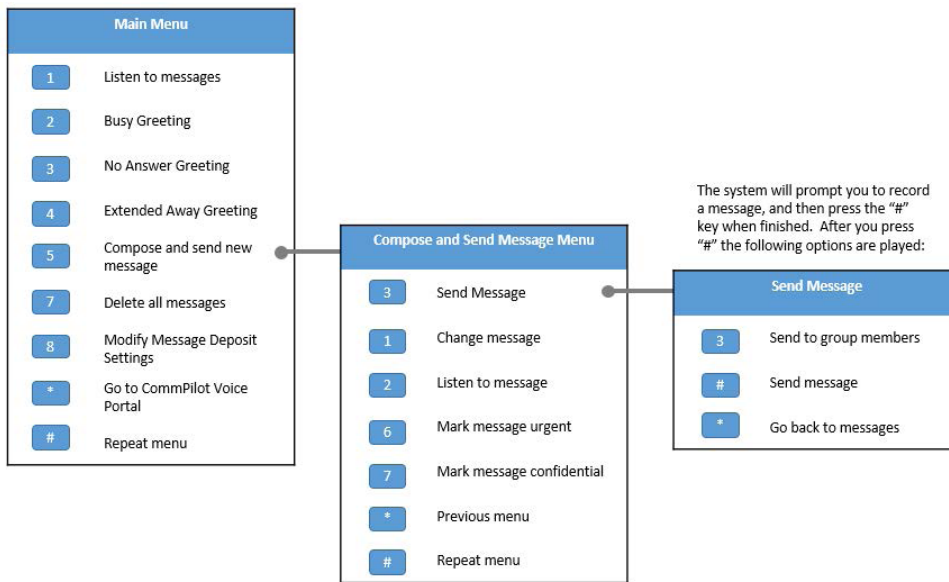 Main Menu
1 Listen to messages
2 Busy Greeting
3 No Answer Greeting
4 Extended Away Greeting
5 Compose and send new
message
7 Delete all messages
8 Modify Message Deposit
Settings
* Go to CommPilot Voice
Portal
# Repeat menu
Compose and Send Message Menu
3 Send Message
1 Change message
2 Listen to message
6 Mark message urgent
7 Mark message confidential
* Previous menu
# Repeat menu
The system will prompt you to record
a message, and then press the “#”
key when finished.  After you press
“#” the following options are played:
Send Message
3 Send to group members
# Send message
* Go back to messages